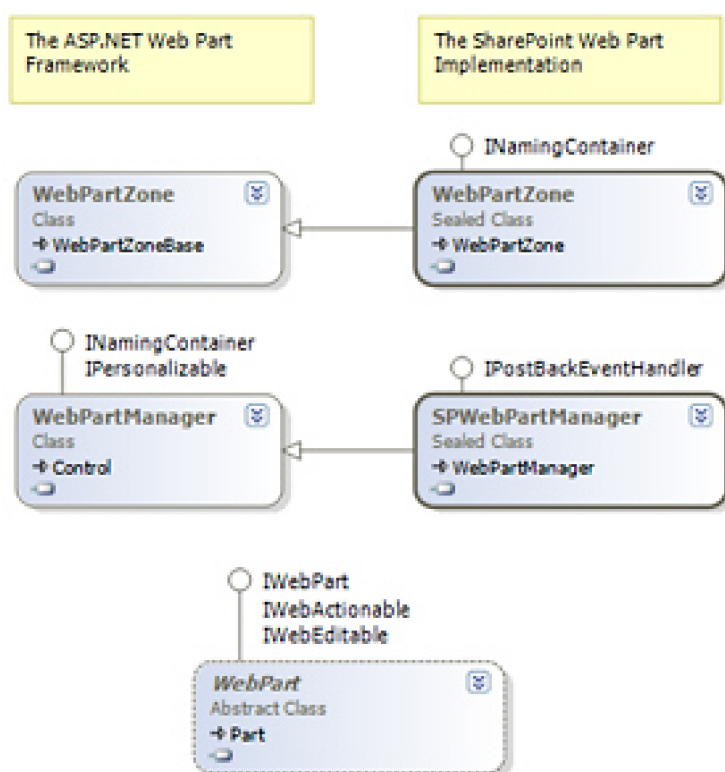 The ASP.NET Web Part
Framework
The SharePoint Web Part
Implementation
INamingContainer
WebPartZone
Class
WebPartZoneBase
WebPartZone
Sealed Class
WebPartZone
INamingContainer
IPersonalizable
IPostBackEventHandler
WebPartManager
Class
Control
SPWebPartManager
Sealed Class
WebPartManager
IWebPart
IWebActionable
IWebEditable
WebPart
Abstract Class
Part